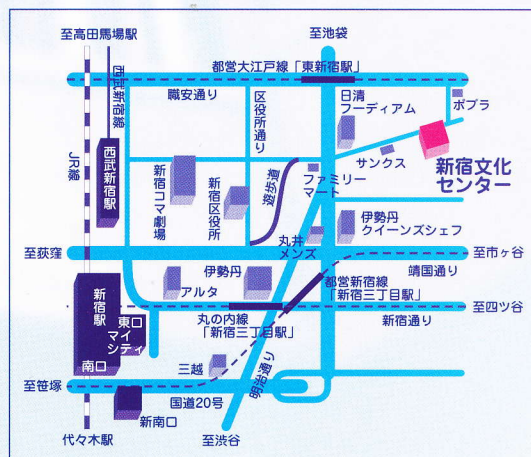 至高田馬場駅
至池袋
都営大江戸線「東新宿駅」
西武新宿線
職安通り
区役所通り
日清
フーディアム
ポプラ
JR線
西武新宿駅
新宿コマ劇場
新宿区役所
遊歩道
ファミリー
マート
サンクス
新宿文化
センター
丸井
メンズ
伊勢丹
クイーンズシェフ
至荻窪
至市ヶ谷
靖国通り
伊勢丹
アルタ
都営新宿線
「新宿三丁目駅」
新宿駅
東口
マイ
シティ
南口
丸の内線
「新宿三丁目駅」
至四ツ谷
新宿通り
三越
明治通り
至笹塚
国道20号
新南口
代々木駅
至渋谷